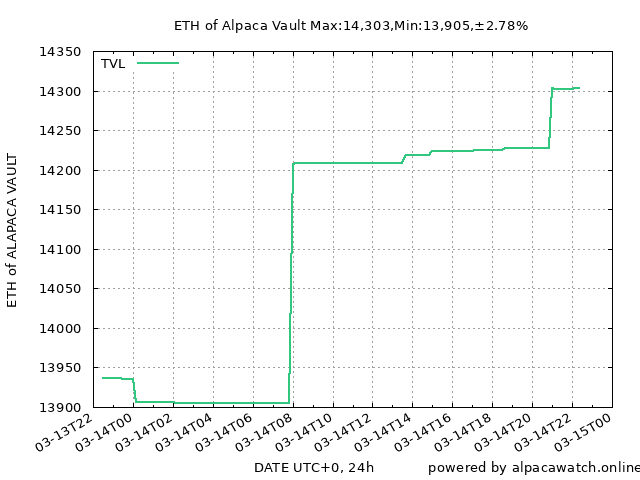 ETH of Alpaca Vault Max:14,303,Min:13,905,±2.78%
TVL
14350
14300
14250
14200
14150
14100
14050
14000
13950
13900
ETH of ALAPACA VAULT
03-13T22
03-14T00
03-14T02
03-14T04
03-14T06
03-14T08
03-14T10
03-14T12
03-14T14
03-14T16
03-14T18
03-14T20
03-14T22
03-15T00
DATE UTC+0, 24h
powered by alpacawatch.online